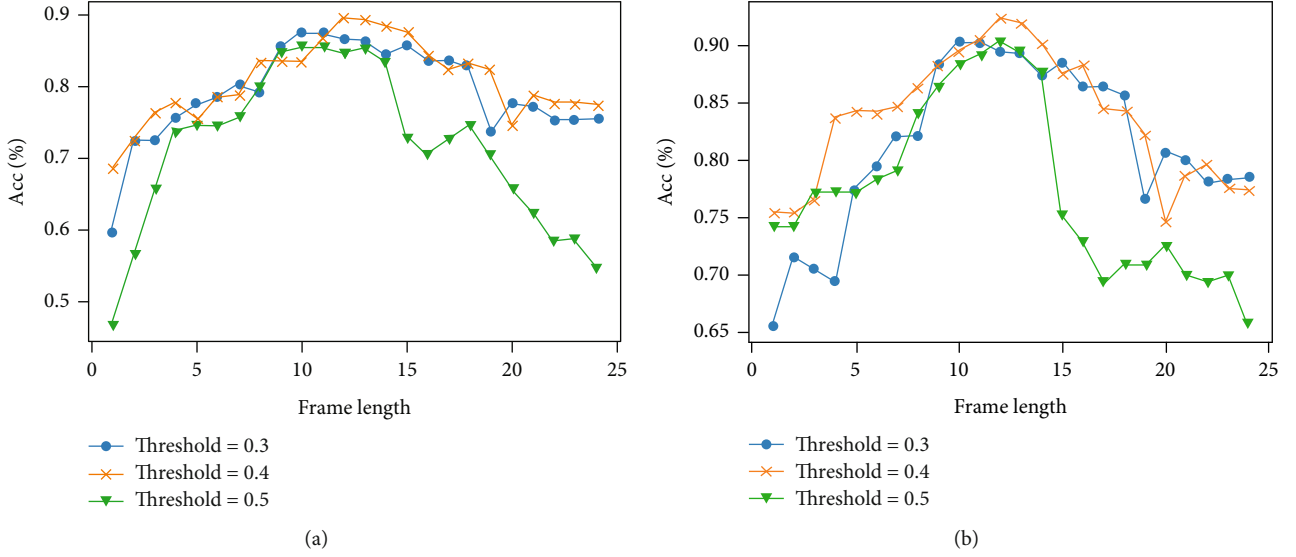 0.9
0.8
0.7
0.6
0.5
Acc (%)
0 5 10 15 20 25
Frame length
Threshold = 0.3
Threshold = 0.4
Threshold = 0.5
(a)
0.90
0.85
0.80
0.75
0.70
0.65
Acc (%)
0 5 10 15 20 25
Frame length
Threshold = 0.3
Threshold = 0.4
Threshold = 0.5
(b)